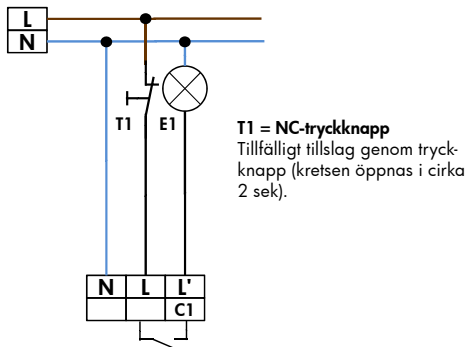 L
N
T1 E1
T1 = NC-tryckknapp
Tillfälligt tillslag genom tryck-
knapp (kretsen öppnas i cirka
2 sek).
N L L'
C1